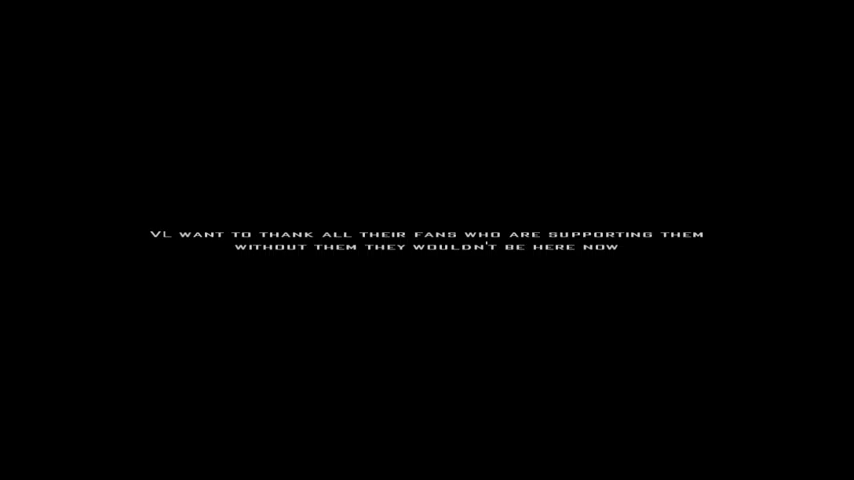 VL WANT TO THANK ALL THEIR FANS WHO ARE SUPPORTING THEM
WITHOUT THEM THEY WOULDN'T BE HERE NOW